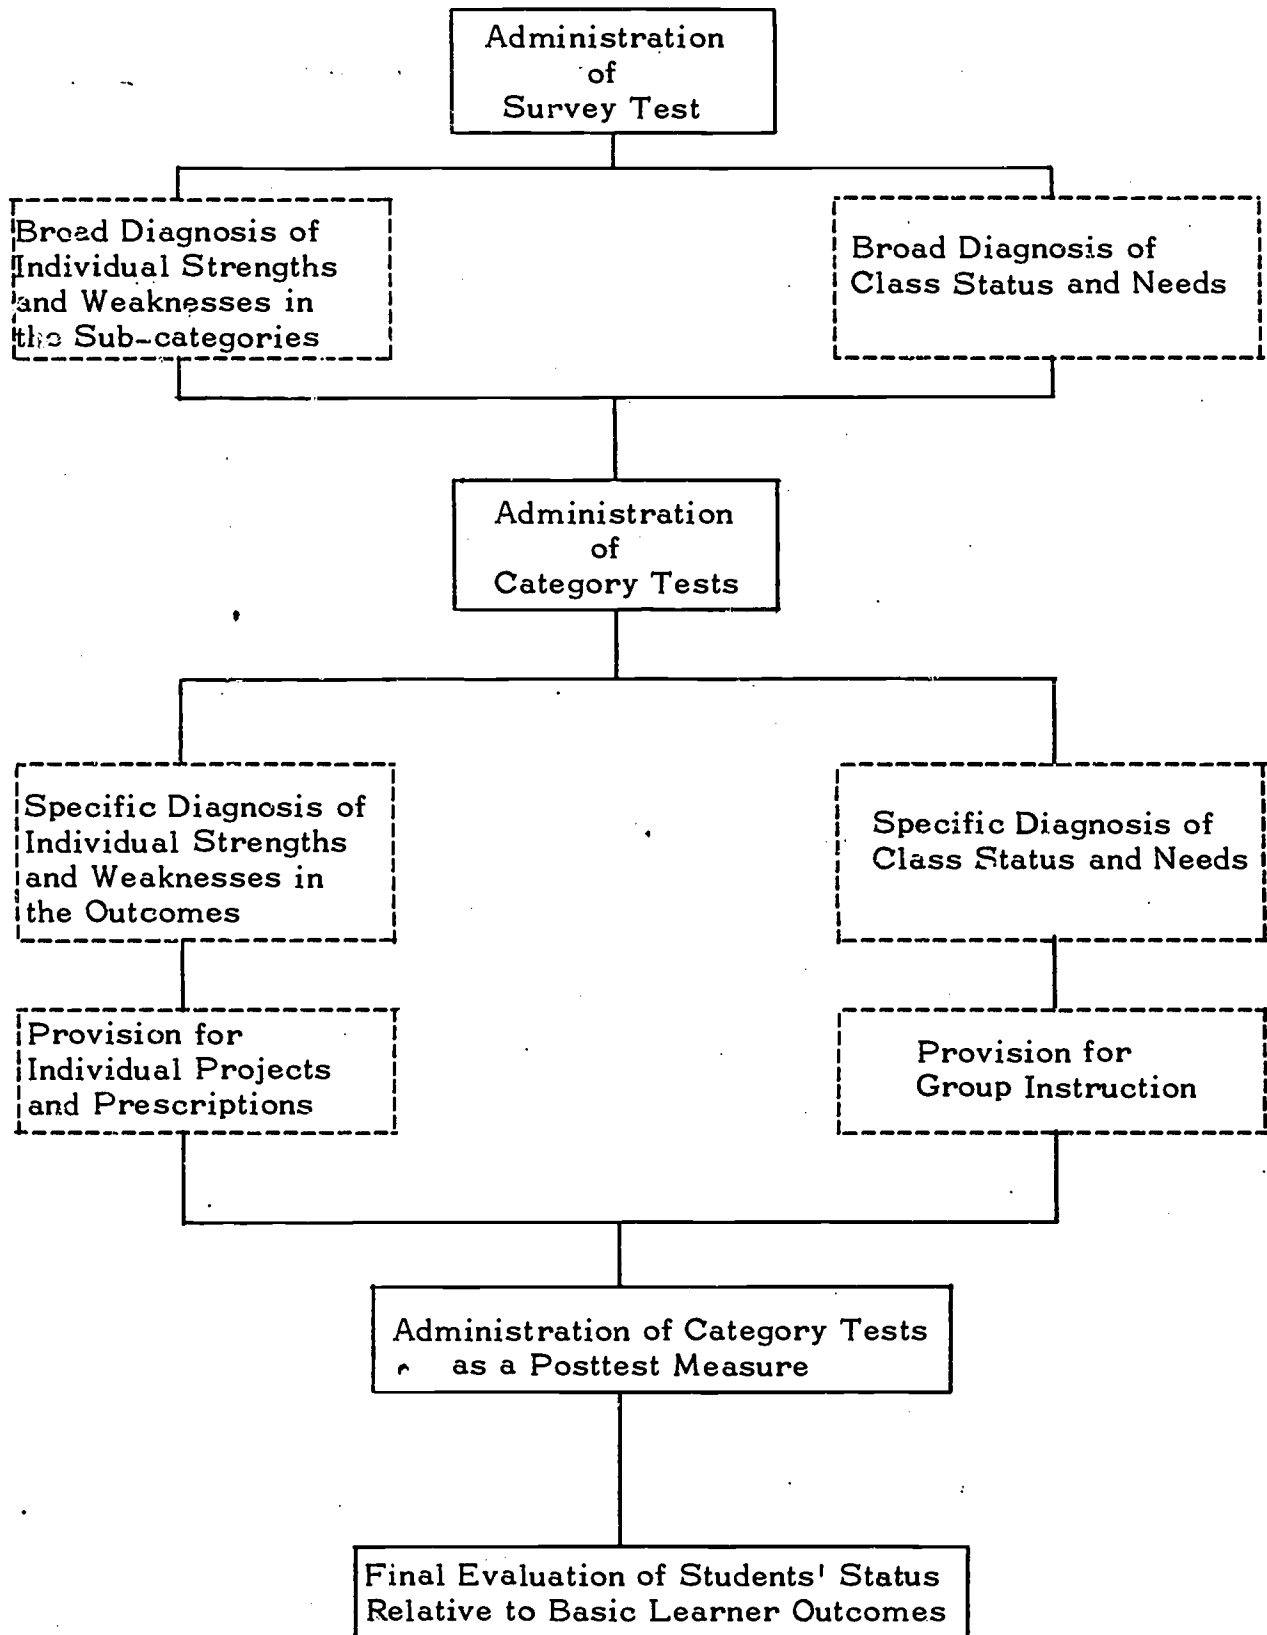 Administration
of
Survey Test
Broad Diagnosis of
Individual Strengths
and Weaknesses in
the Sub-categories
Broad Diagnosis of
Class Status and Needs
Administration
of
Category Tests
Specific Diagnosis of
Individual Strengths
and Weaknesses in
the Outcomes
Specific Diagnosis of
Class Status and Needs
Provision for
Individual Projects
and Prescriptions
Provision for
Group Instruction
Administration of Category Tests
as a Posttest Measure
Final Evaluation of Students' Status
Relative to Basic Learner Outcomes